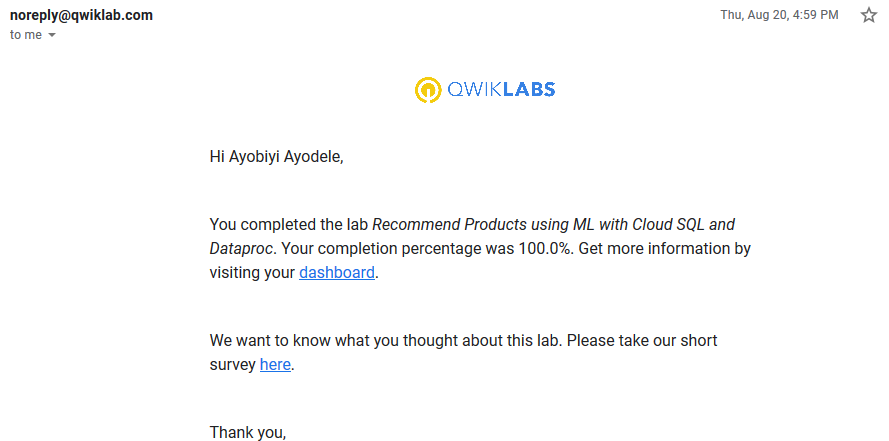 noreply@qwiklab.com
Thu, Aug 20, 4:59 PM
to me
QWIKLABS
Hi Ayobiyi Ayodele,
You completed the lab Recommend Products using ML with Cloud SQL and
Dataproc. Your completion percentage was 100.0%. Get more information by
visiting your dashboard.
We want to know what you thought about this lab. Please take our short
survey here.
Thank you,